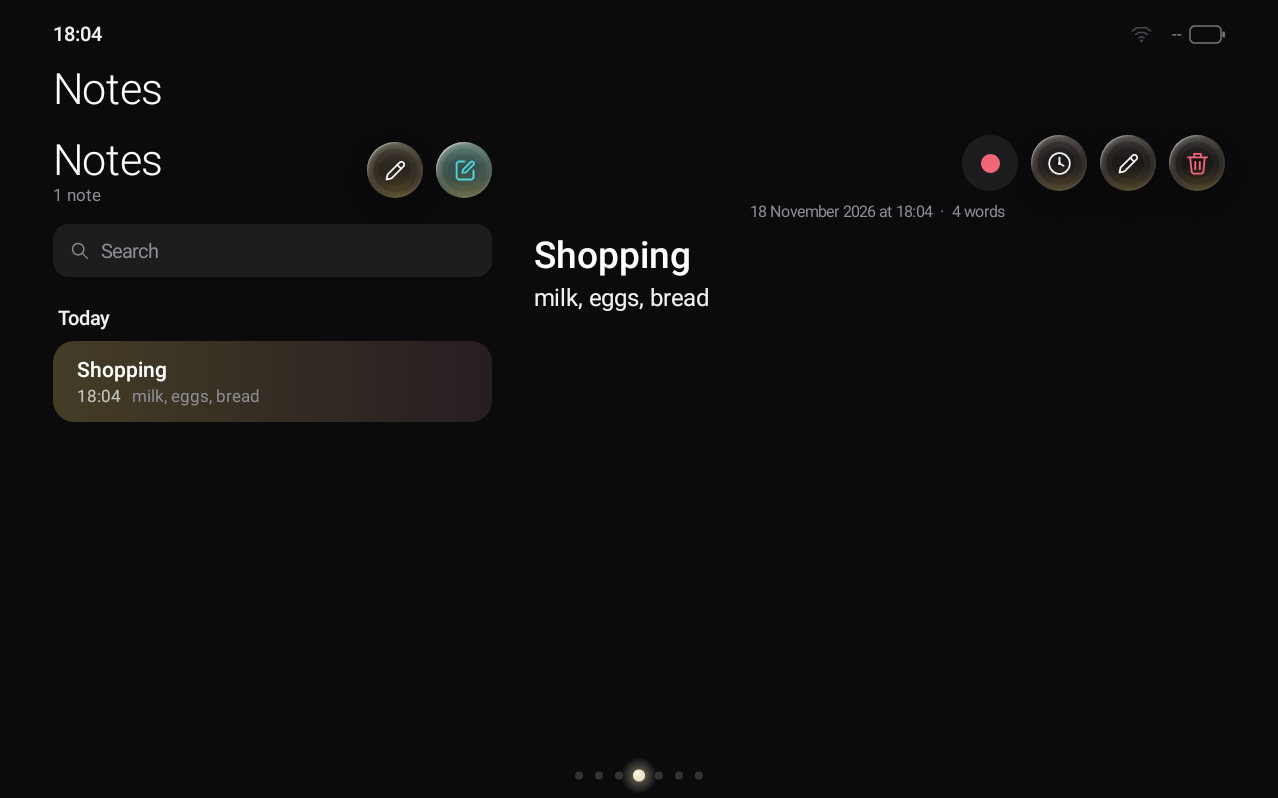 18:04
--
Notes
Notes
1 note
18 November 2026 at 18:04 · 4 words
Search
Shopping
milk, eggs, bread
Today
Shopping
18:04 milk, eggs, bread